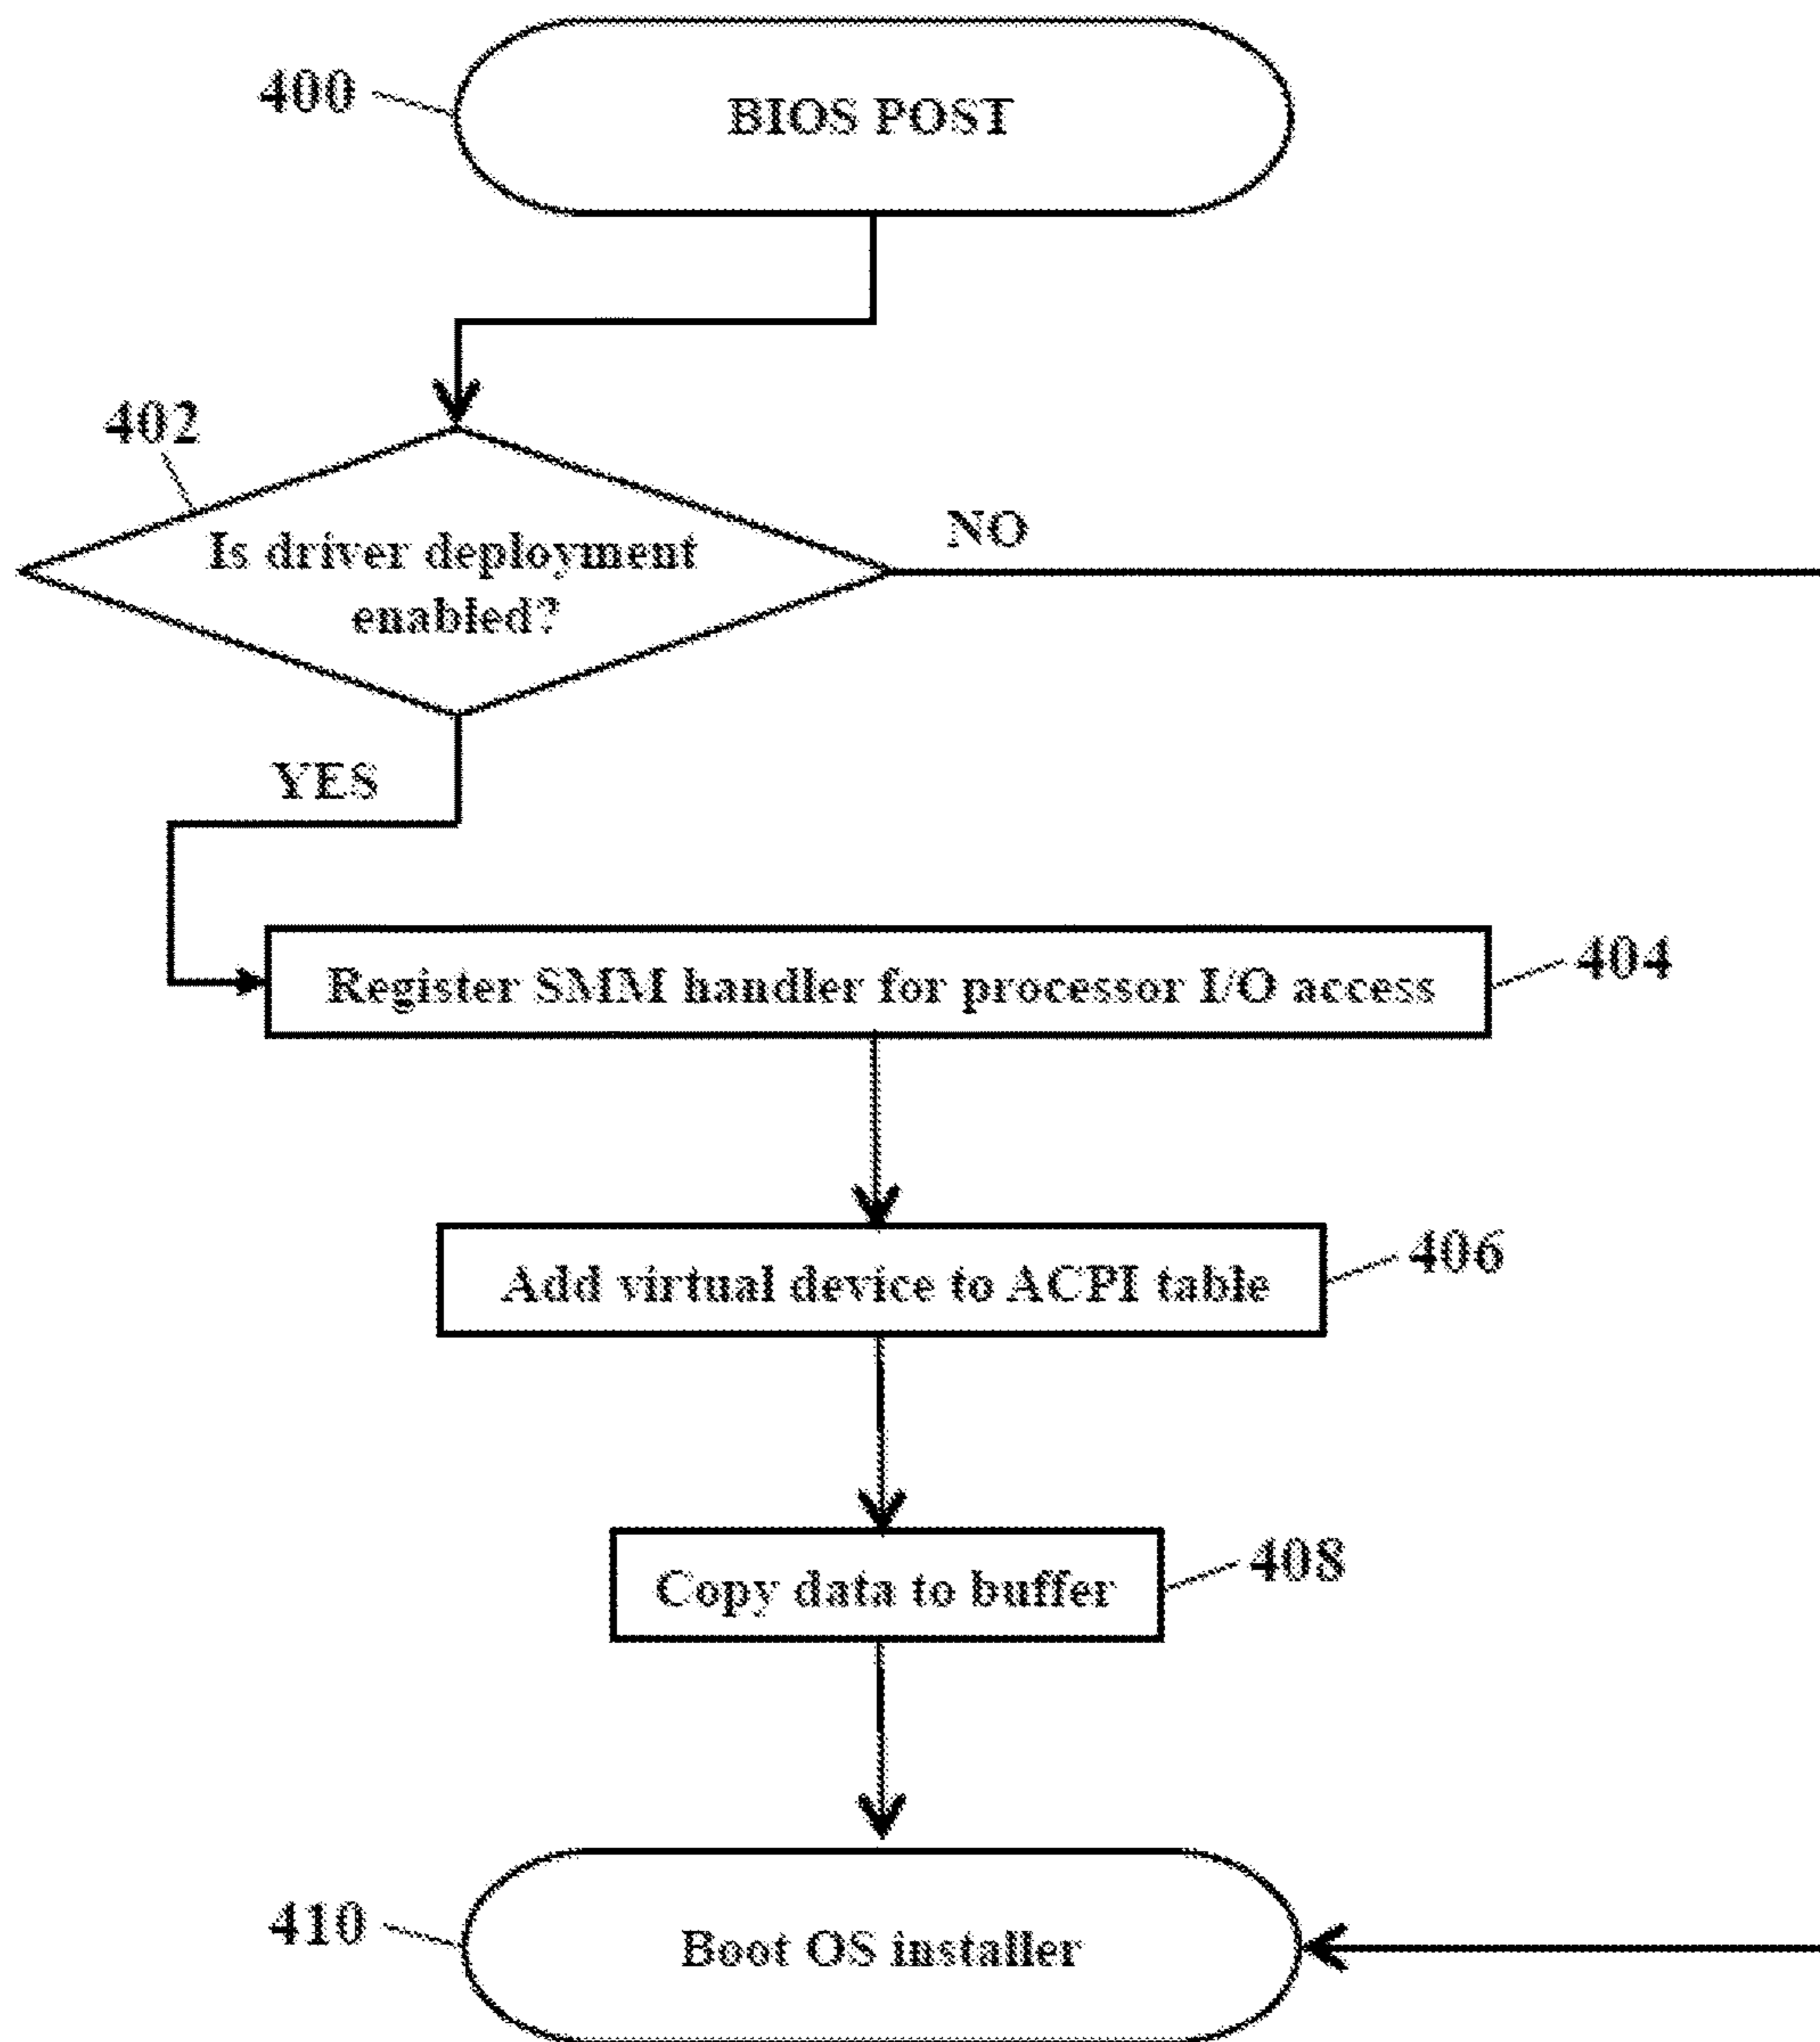 400
BIOS POST
402
Is driver deployment
enabled?
NO
YES
Register SMM handler for processor I/O access
404
Add virtual device to ACPI table
406
Copy data to buffer
408
410
Boot OS installer